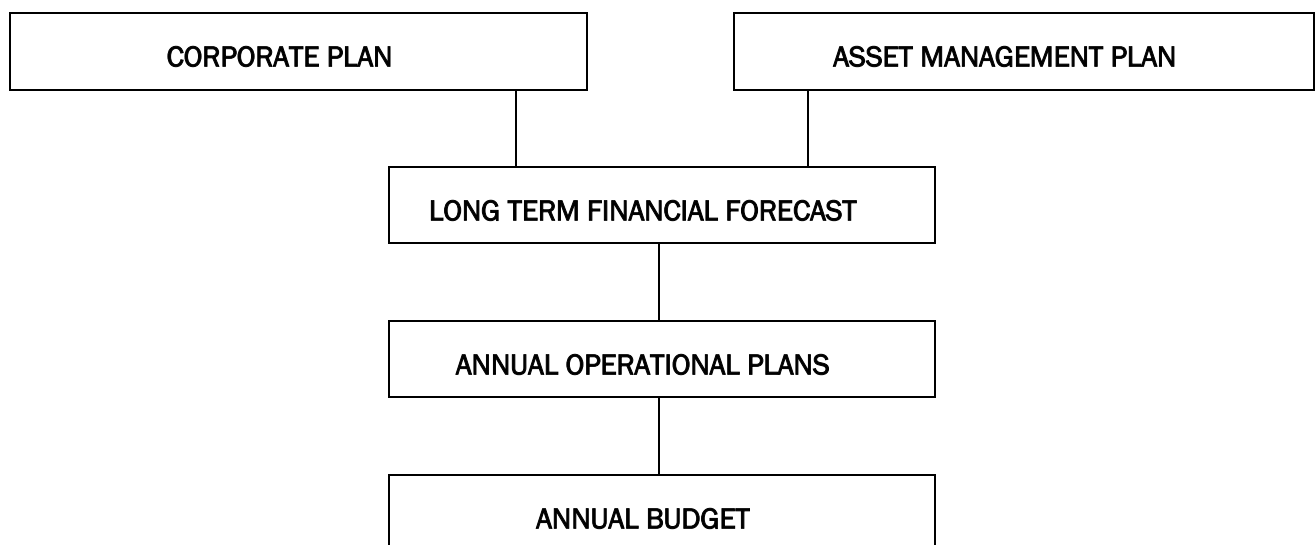 CORPORATE PLAN
ASSET MANAGEMENT PLAN
LONG TERM FINANCIAL FORECAST
ANNUAL OPERATIONAL PLANS
ANNUAL BUDGET